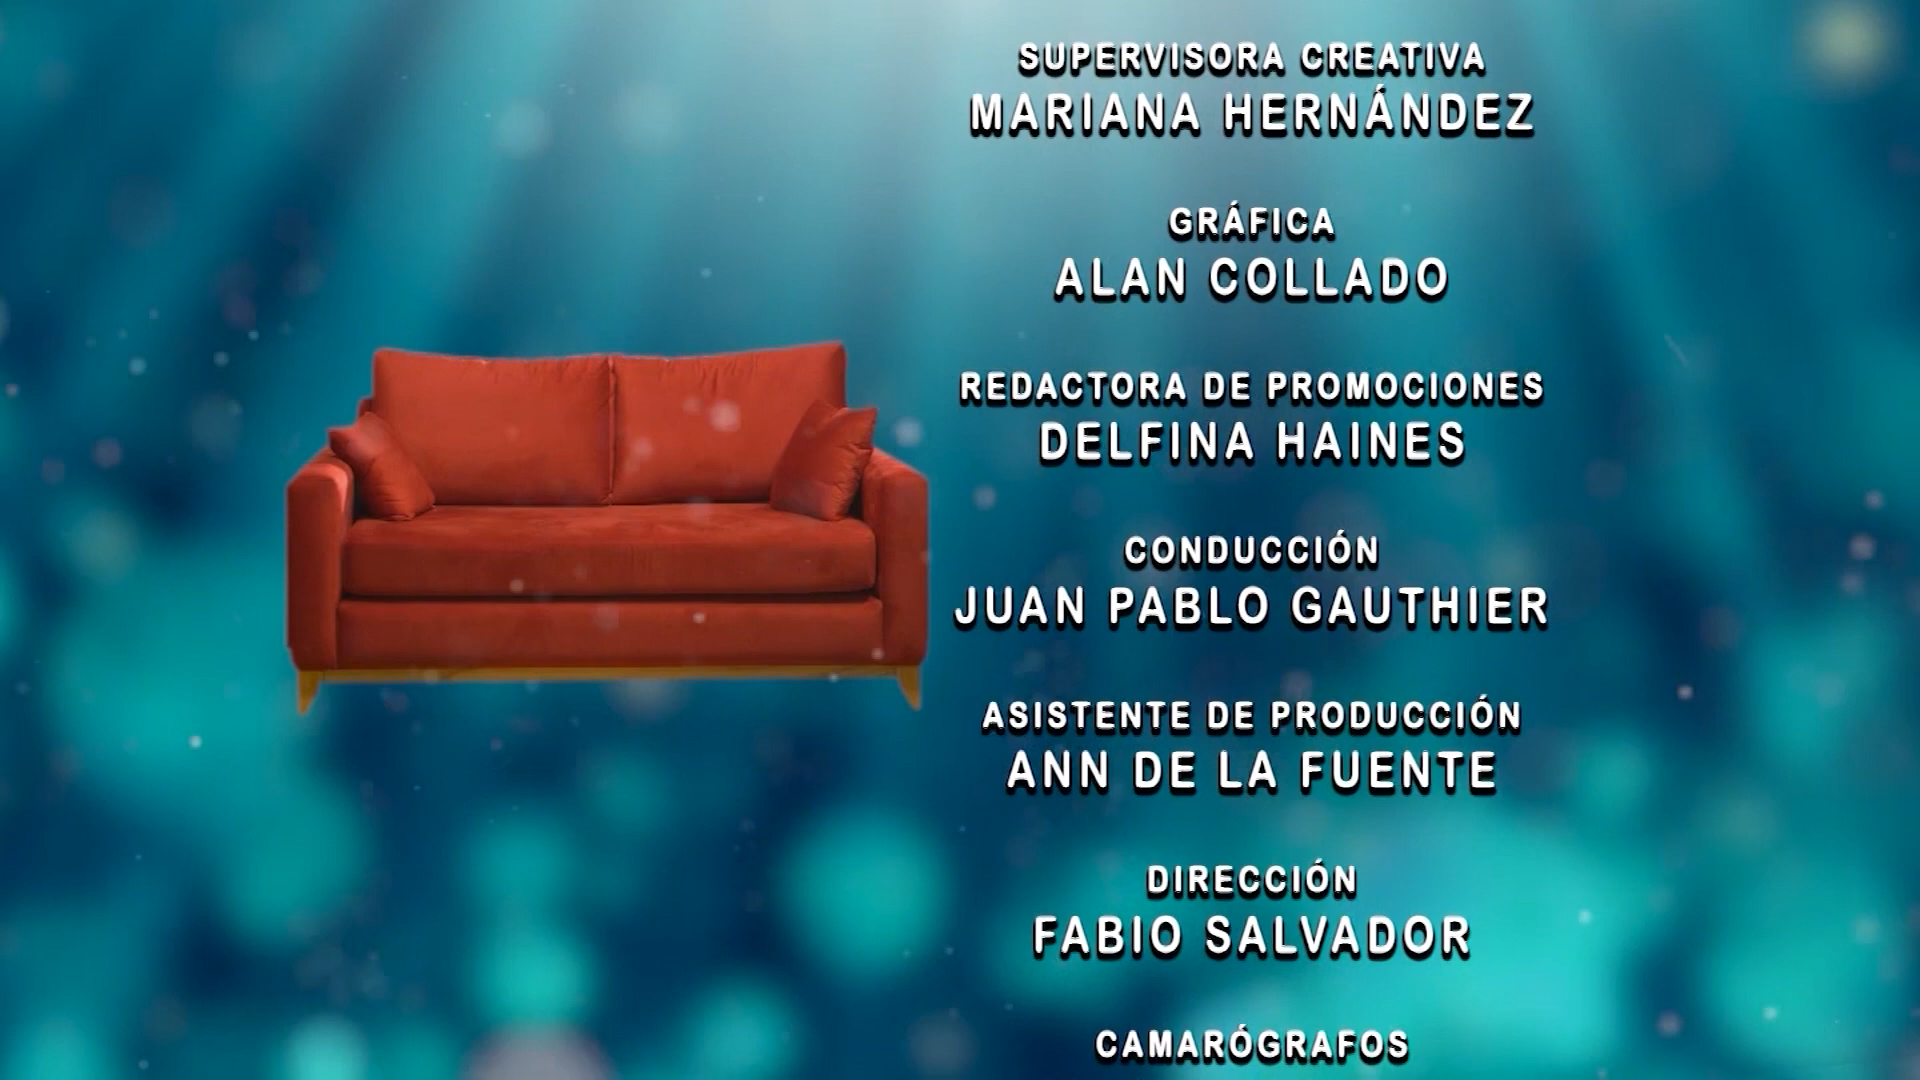 SUPERVISORA CREATIVA
MARIANA HERNÁNDEZ
GRÁFICA
ALAN COLLADO
REDACTORA DE PROMOCIONES
DELFINA HAINES
CONDUCCIÓN
JUAN PABLO GAUTHIER
ASISTENTE DE PRODUCCIÓN
ANN DE LA FUENTE
DIRECCIÓN
FABIO SALVADOR
CAMARÓGRAFOS